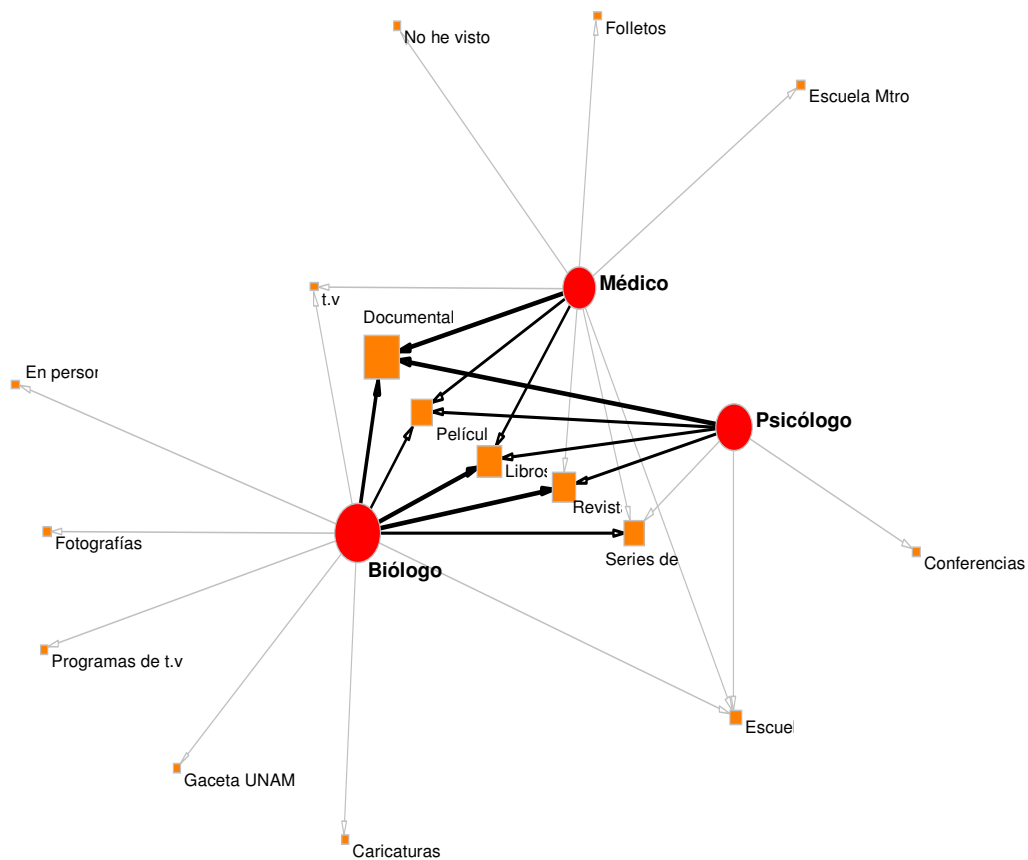 Folletos
No he visto
Escuela Mtro
Médico
t.v
Documental
En persor
Psicólogo
Películ
Libros
Revist
Fotografías
Series de
Conferencias
Biólogo
Programas de t.v
Escue
Gaceta UNAM
Caricaturas